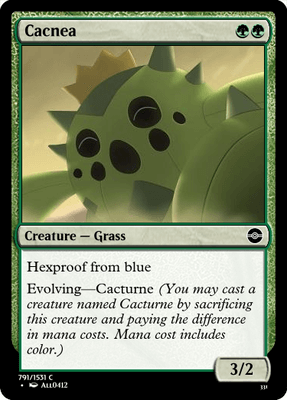 Cacnea
Creature — Grass
Hexproof from blue
Evolving—Cacturne (You may cast a
creature named Cacturne by sacrificing
this creature and paying the difference
in mana costs. Mana cost includes
color.)
3/2
791/1531 C
• ALL0412